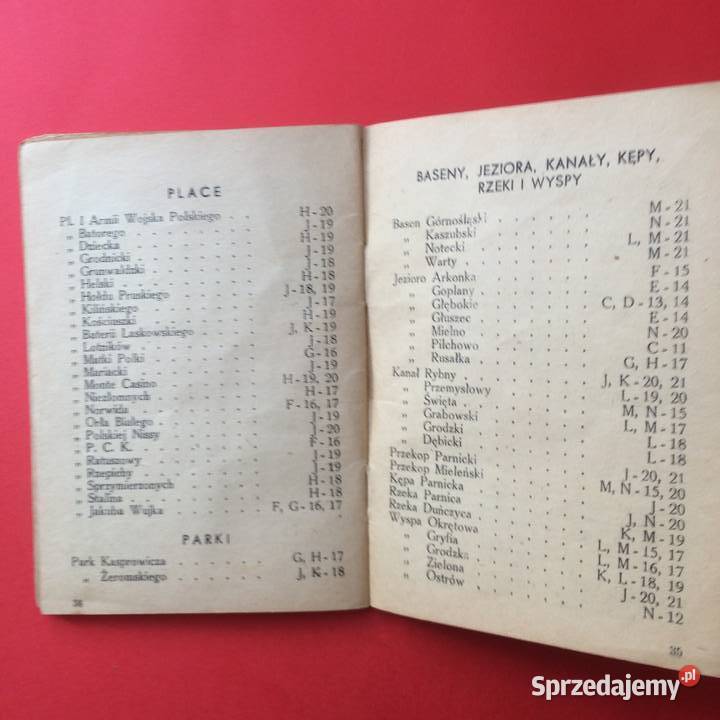 PLACE
Pl. I Armii Wojska Polskiego . . H-20
„ Batorego . . . . . . J-19
„ Dziecka . . . . . . H-19
„ Grodnicki . . . . . . J-19
„ Grunwaldzki . . . . . . J-18
„ Helski . . . . . . H-18
„ Hołdu Pruskiego . . . . J-18, 19
„ Kilińskiego . . . . . . J-17
„ Kościuszki . . . . . . H-19
„ Baterii Laskowskiego . . . J, K-19
„ Lotników . . . . . . J-18
„ Matki Polki . . . . . . G-16
„ Mariacki . . . . . . J-19
„ Monte Casino . . . . . H-19, 20
„ Niezłomnych . . . . . H-17
„ Norwida . . . . . . F-16, 17
„ Orła Białego . . . . . J-19
„ Polskiej Nissy . . . . . J-20
„ P. C. K. . . . . . . F-16
„ Ratuszowy . . . . . . J-19
„ Rzepichy . . . . . . J-19
„ Sprzymierzonych . . . . H-18
„ Stalina . . . . . . H-18
„ Jakuba Wujka . . . . F, G-16, 17
PARKI
Park Kasprowicza . . . . G, H-17
„ Żeromskiego . . . . . J, K-18
38
BASENY, JEZIORA, KANAŁY, KĘPY,
RZEKI I WYSPY
Basen Górnośląski . . . . . M-21
„ Kaszubski . . . . . . N-21
„ Notecki . . . . . . L, M-21
„ Warty . . . . . . M-21
Jezioro Arkonka . . . . . . F-15
„ Goplany . . . . . . E-14
„ Głębokie . . . . . C, D-13, 14
„ Głuszec . . . . . . E-14
„ Mielno . . . . . . N-20
„ Pilchowo . . . . . . C-11
„ Rusałka . . . . . . G, H-17
Kanał Rybny . . . . . . J, K-20, 21
„ Przemysłowy . . . . . L-19, 20
„ Święta . . . . . . M, N-15
„ Grabowski . . . . . . L, M-17
„ Grodzki . . . . . . L-18
„ Dębicki . . . . . . L-18
Przekop Parnicki . . . . . J-20, 21
Przekop Mieleński . . . . . M, N-15, 20
Kępa Parnicka . . . . . . J-20
Rzeka Parnica . . . . . . J, N-20
Rzeka Duńczyca . . . . . . K, M-19
Wyspa Okrętowa . . . . . L, M-15, 17
„ Gryfia . . . . . . L, M-16, 17
„ Grodzka . . . . . . K, L-18, 19
„ Zielona . . . . . . J-20, 21
„ Ostrów . . . . . . N-12
39
Sprzedajemy.pl